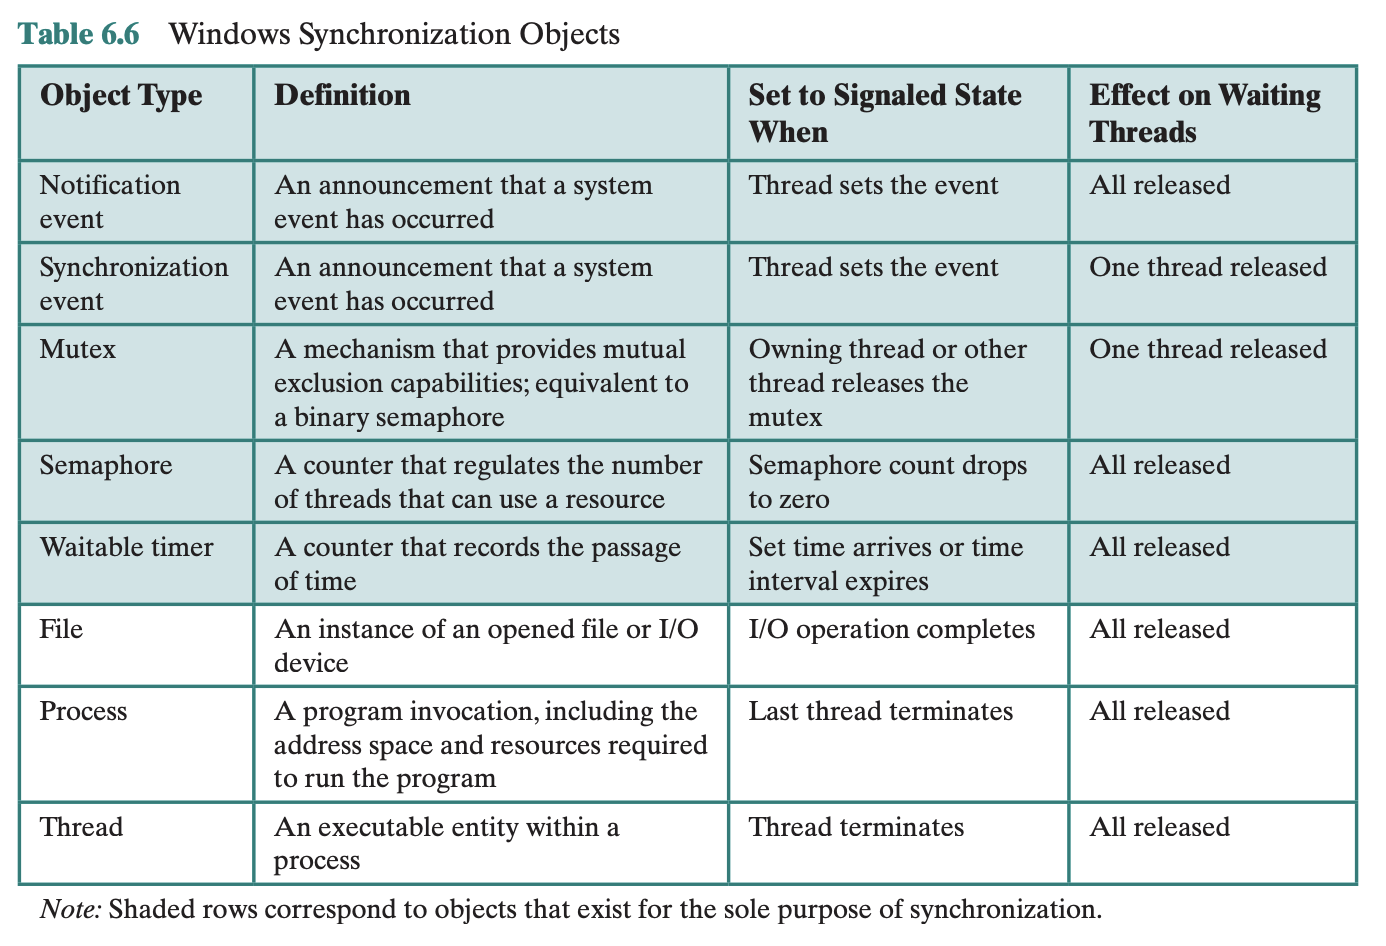 Table 6.6 Windows Synchronization Objects
Object Type Definition Set to Signaled State When Effect on Waiting Threads
Notification event An announcement that a system event has occurred Thread sets the event All released
Synchronization event An announcement that a system event has occurred Thread sets the event One thread released
Mutex A mechanism that provides mutual exclusion capabilities; equivalent to a binary semaphore Owning thread or other thread releases the mutex One thread released
Semaphore A counter that regulates the number of threads that can use a resource Semaphore count drops to zero All released
Waitable timer A counter that records the passage of time Set time arrives or time interval expires All released
File An instance of an opened file or I/O device I/O operation completes All released
Process A program invocation, including the address space and resources required to run the program Last thread terminates All released
Thread An executable entity within a process Thread terminates All released
Note: Shaded rows correspond to objects that exist for the sole purpose of synchronization.